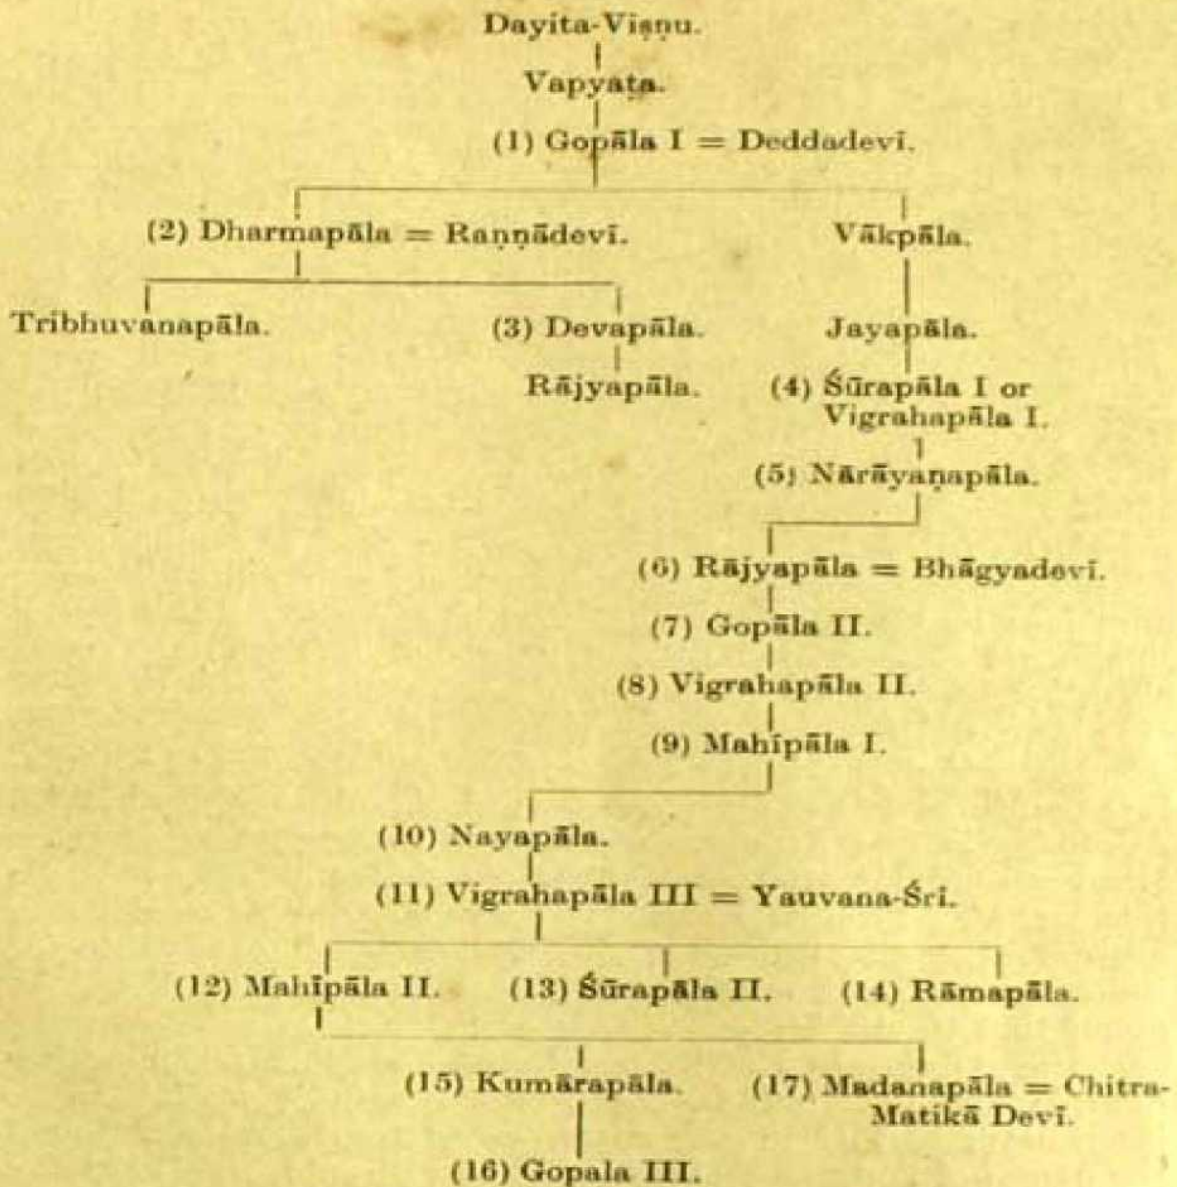 Dayita-Viṣṇu.
Vapyaṭa.
(1) Gopāla I = Deddadevī.
(2) Dharmapāla = Raṇṇādevī. Vākpāla.
Tribhuvanapāla. (3) Devapāla. Jayapāla.
Rājyapāla. (4) Śūrapāla I or
Vigrahapāla I.
(5) Nārāyaṇapāla.
(6) Rājyapāla = Bhāgyadevī.
(7) Gopāla II.
(8) Vigrahapāla II.
(9) Mahīpāla I.
(10) Nayapāla.
(11) Vigrahapāla III = Yauvana-Śrī.
(12) Mahīpāla II. (13) Śūrapāla II. (14) Rāmapāla.
(15) Kumārapāla. (17) Madanapāla = Chitra-
Matikā Devī.
(16) Gopala III.